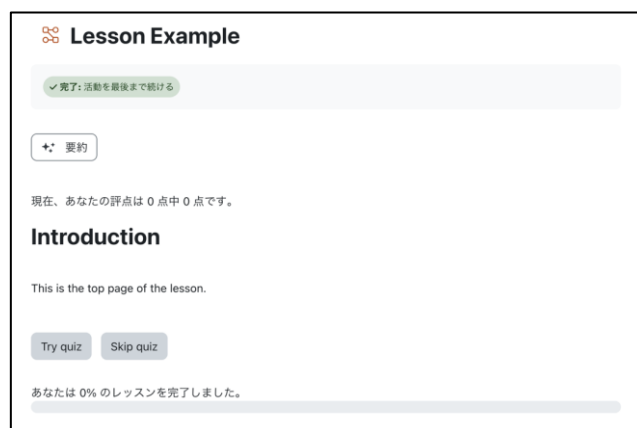 Lesson Example
完了: 活動を最後まで続ける
要約
現在、あなたの評点は 0 点中 0 点です。
Introduction
This is the top page of the lesson.
Try quiz Skip quiz
あなたは 0% のレッスンを完了しました。